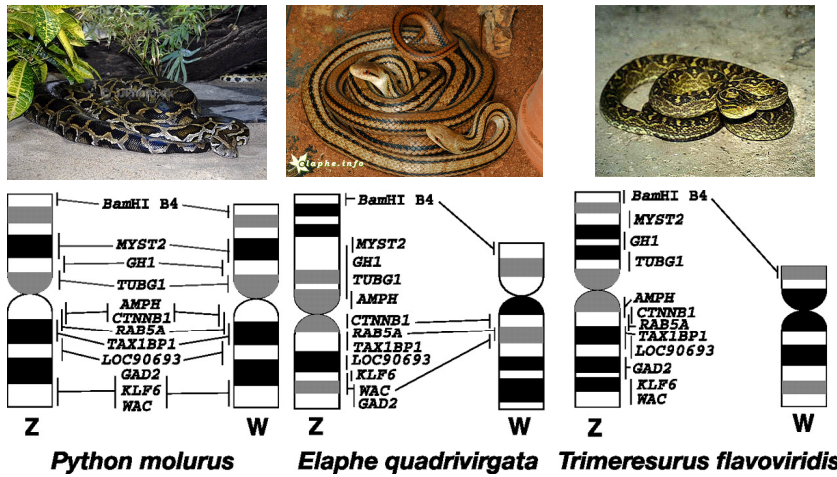 elaphe.info
BamHI B4
MYST2
GH1
TUBG1
AMPH
CTNNB1
RAB5A
TAX1BP1
LOC90693
GAD2
KLF6
WAC
Z
W
Python molurus
BamHI B4
MYST2
GH1
TUBG1
AMPH
CTNNB1
RAB5A
TAX1BP1
LOC90693
KLF6
WAC
GAD2
Z
W
Elaphe quadrivirgata
BamHI B4
MYST2
GH1
TUBG1
AMPH
CTNNB1
RAB5A
TAX1BP1
LOC90693
GAD2
KLF6
WAC
Z
W
Trimeresurus flavoviridis